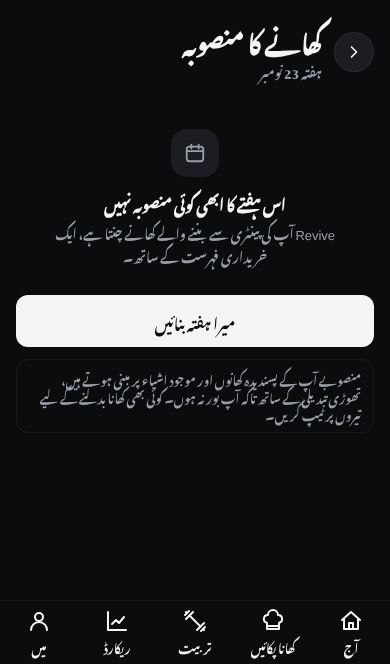 کھانے کا منصوبہ
ہفتہ 23 نومبر
اس ہفتے کا ابھی کوئی منصوبہ نہیں
Revive آپ کی پینٹری سے بننے والے کھانے چنتا ہے، ایک
خریداری فہرست کے ساتھ۔
میرا ہفتہ بنائیں
منصوبے آپ کے پسندیدہ کھانوں اور موجود اشیاء پر مبنی ہوتے ہیں،
تھوڑی تبدیلی کے ساتھ تاکہ آپ بور نہ ہوں۔ کوئی بھی کھانا بدلنے کے لیے
تیروں پر ٹیپ کریں۔
آج
کھانا پکائیں
تربیت
ریکارڈ
میں